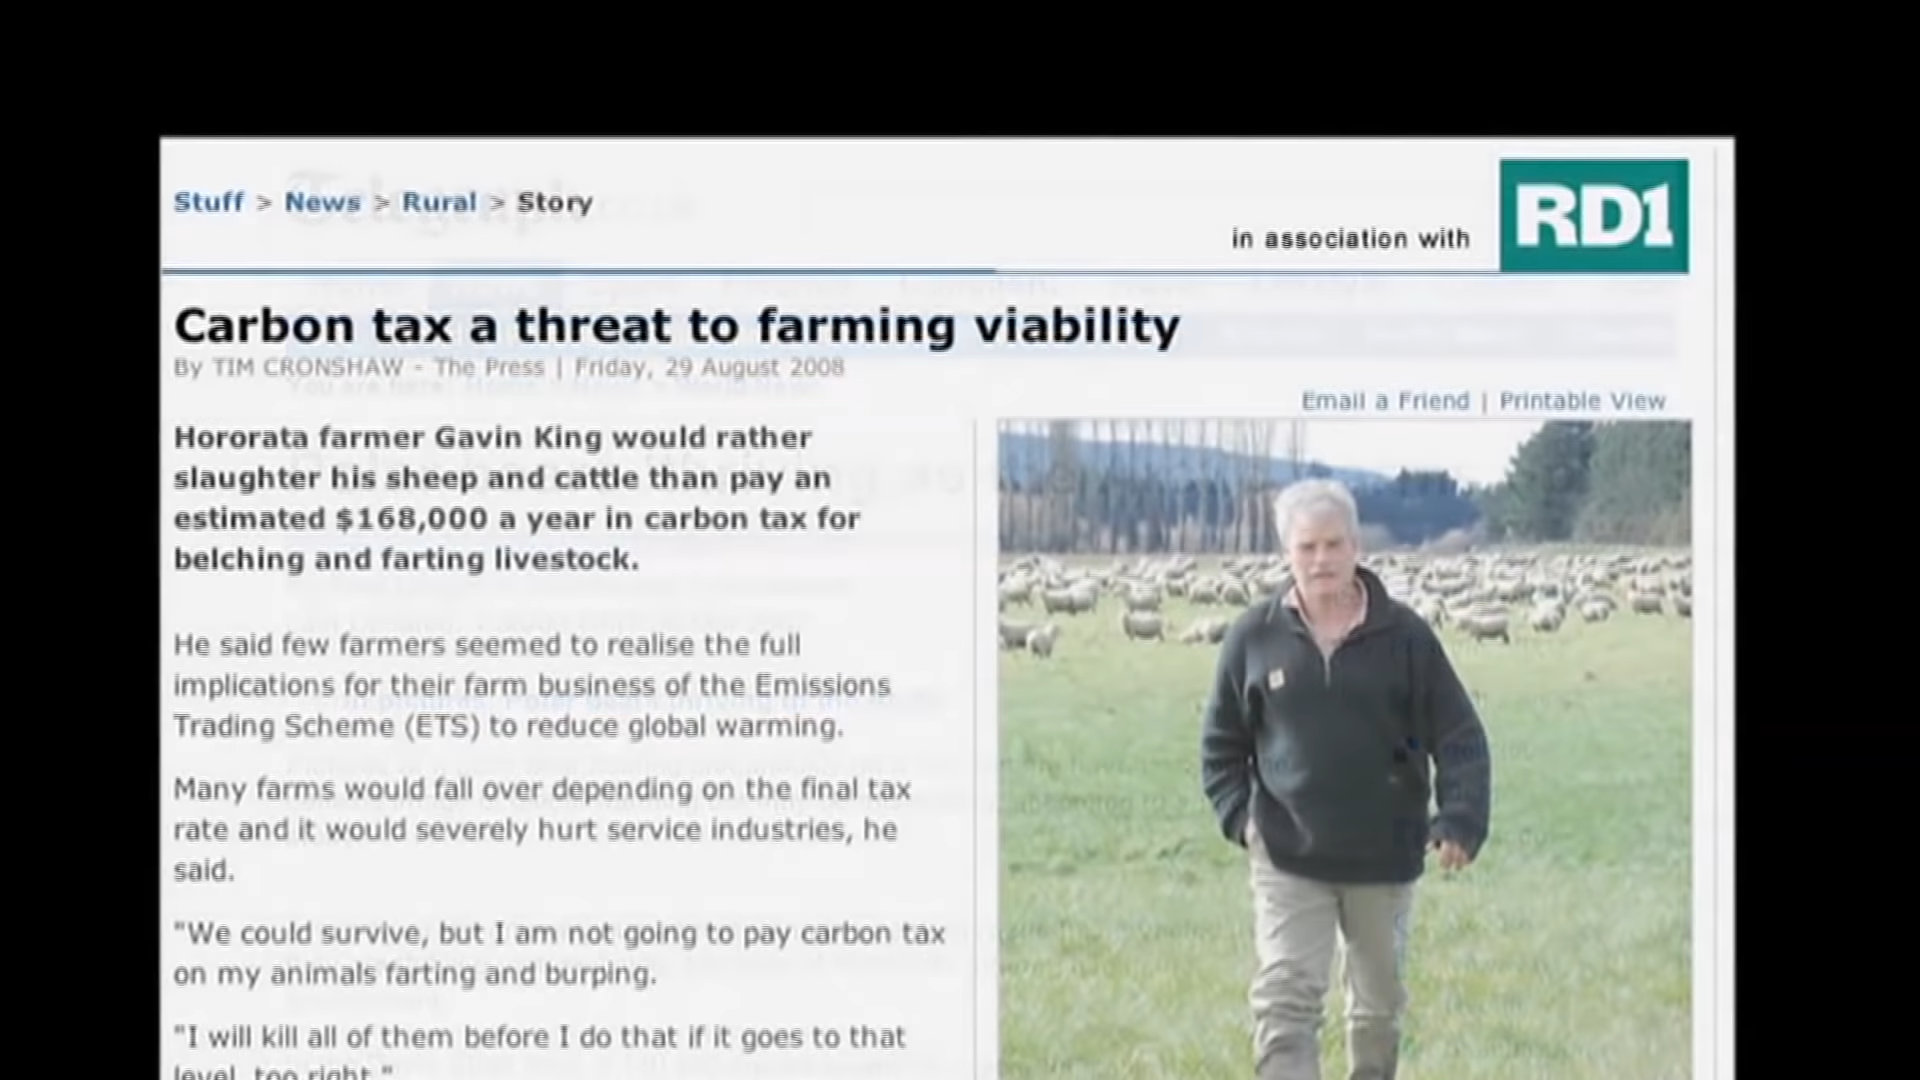 Stuff > News > Rural > Story
in association with
RD1
Carbon tax a threat to farming viability
By TIM CRONSHAW - The Press | Friday, 29 August 2008
Email a Friend | Printable View
Hororata farmer Gavin King would rather
slaughter his sheep and cattle than pay an
estimated $168,000 a year in carbon tax for
belching and farting livestock.
He said few farmers seemed to realise the full
implications for their farm business of the Emissions
Trading Scheme (ETS) to reduce global warming.
Many farms would fall over depending on the final tax
rate and it would severely hurt service industries, he
said.
"We could survive, but I am not going to pay carbon tax
on my animals farting and burping.
"I will kill all of them before I do that if it goes to that
level, too right."